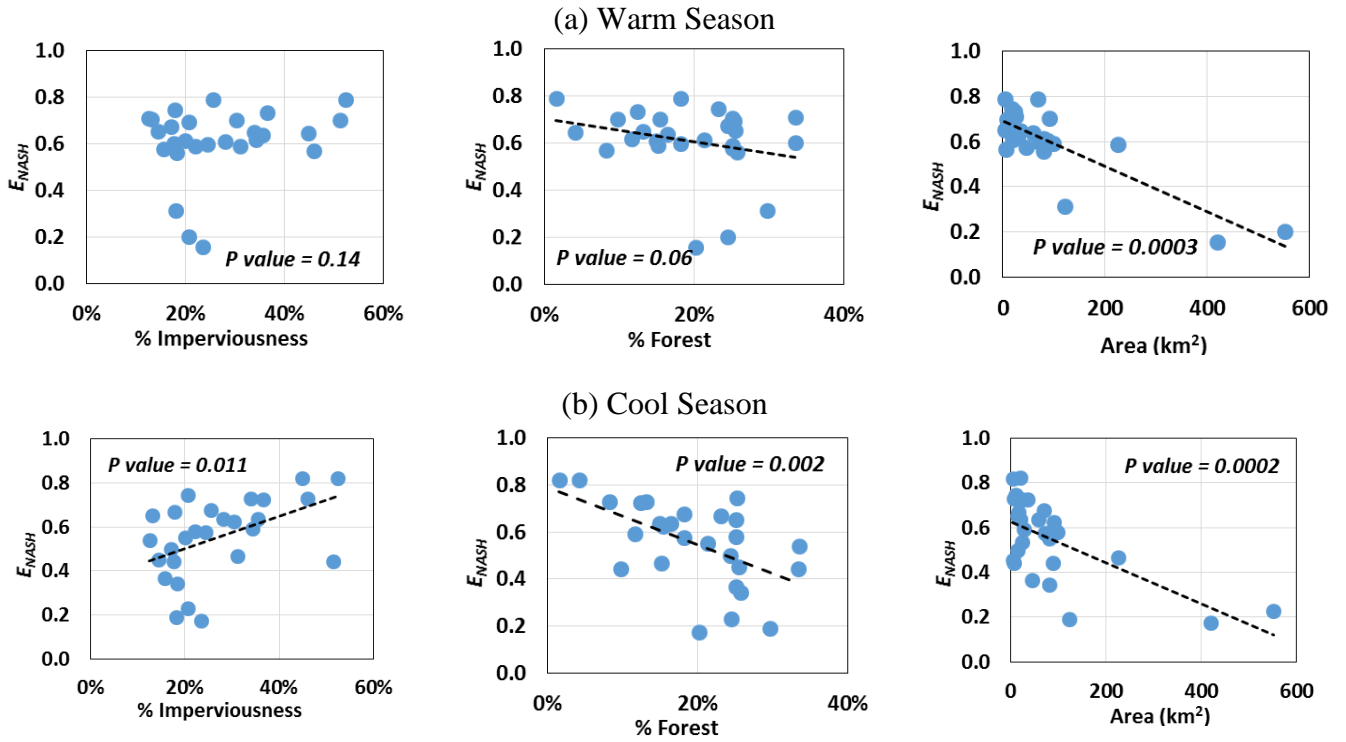 (a) Warm Season
E_NASH
1.0
0.8
0.6
0.4
0.2
0.0
P value = 0.14
0%
20%
40%
60%
% Imperviousness
E_NASH
1.0
0.8
0.6
0.4
0.2
0.0
P value = 0.06
0%
20%
40%
% Forest
E_NASH
1.0
0.8
0.6
0.4
0.2
0.0
P value = 0.0003
0
200
400
600
Area (km²)
(b) Cool Season
E_NASH
1.0
0.8
0.6
0.4
0.2
0.0
P value = 0.011
0%
20%
40%
60%
% Imperviousness
E_NASH
1.0
0.8
0.6
0.4
0.2
0.0
P value = 0.002
0%
20%
40%
% Forest
E_NASH
1.0
0.8
0.6
0.4
0.2
0.0
P value = 0.0002
0
200
400
600
Area (km²)